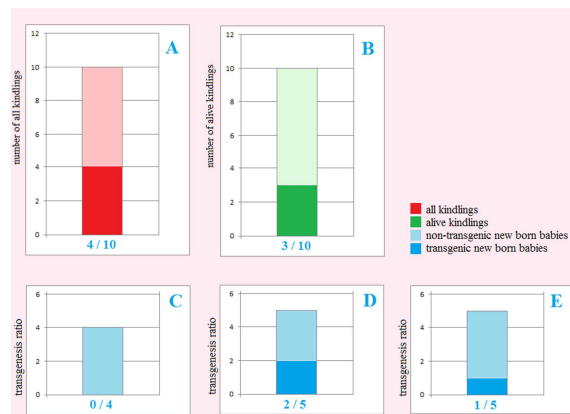 A
number of all kindlings
12
10
8
6
4
2
0
4 / 10
B
number of alive kindlings
12
10
8
6
4
2
0
3 / 10
all kindlings
alive kindlings
non-transgenic new born babies
transgenic new born babies
C
transgenesis ratio
6
4
2
0
0 / 4
D
transgenesis ratio
6
4
2
0
2 / 5
E
transgenesis ratio
6
4
2
0
1 / 5